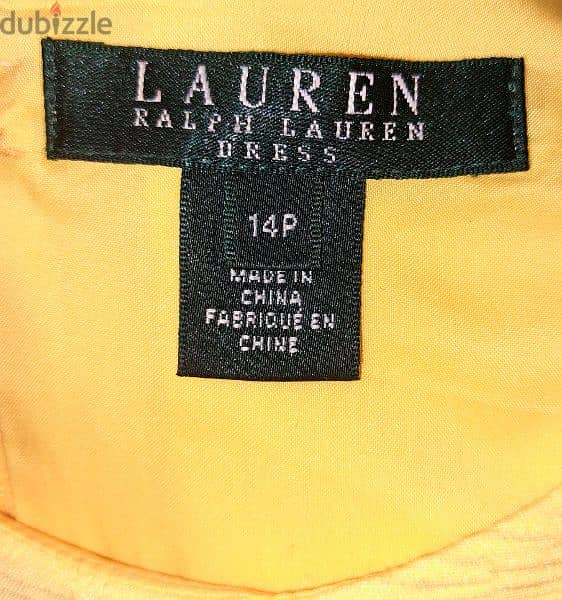 dubizzle
LAUREN
RALPH LAUREN
DRESS
14P
MADE IN
CHINA
FABRIQUÉ EN
CHINE